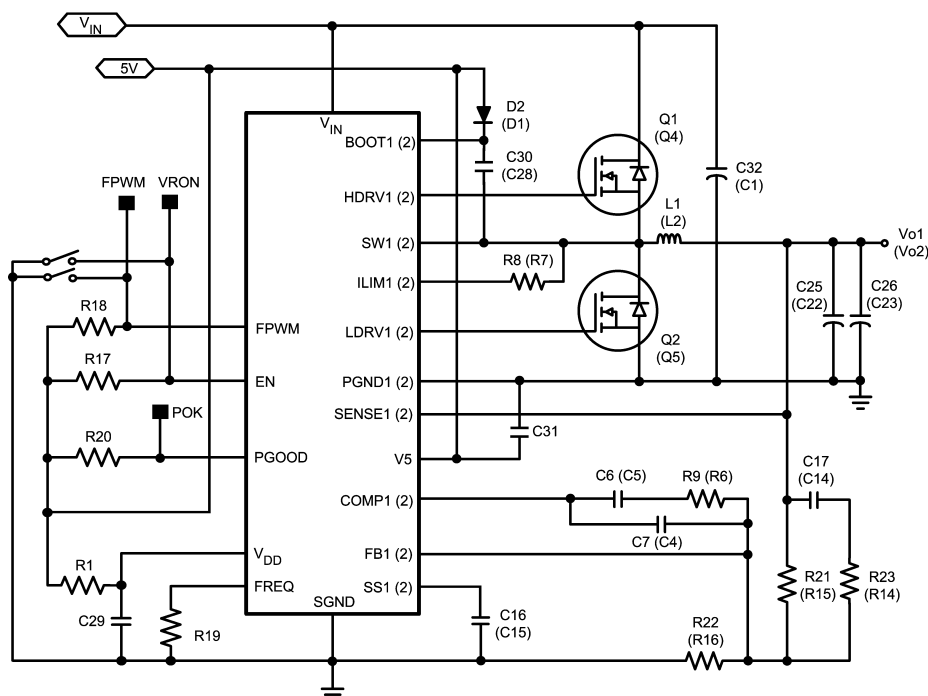 V_IN
5V
D2
(D1)
Q1
(Q4)
V_IN
BOOT1 (2)
C30
(C28)
C32
(C1)
FPWM
VRON
HDRV1 (2)
L1
(L2)
Vo1
(Vo2)
SW1 (2)
R8 (R7)
ILIM1 (2)
C25
(C22)
C26
(C23)
R18
FPWM
LDRV1 (2)
Q2
(Q5)
R17
EN
PGND1 (2)
POK
SENSE1 (2)
C31
R20
PGOOD
V5
C17
(C14)
C6 (C5)
R9 (R6)
COMP1 (2)
C7 (C4)
V_DD
FB1 (2)
R1
FREQ
SS1 (2)
R21
(R15)
R23
(R14)
SGND
C29
R19
C16
(C15)
R22
(R16)